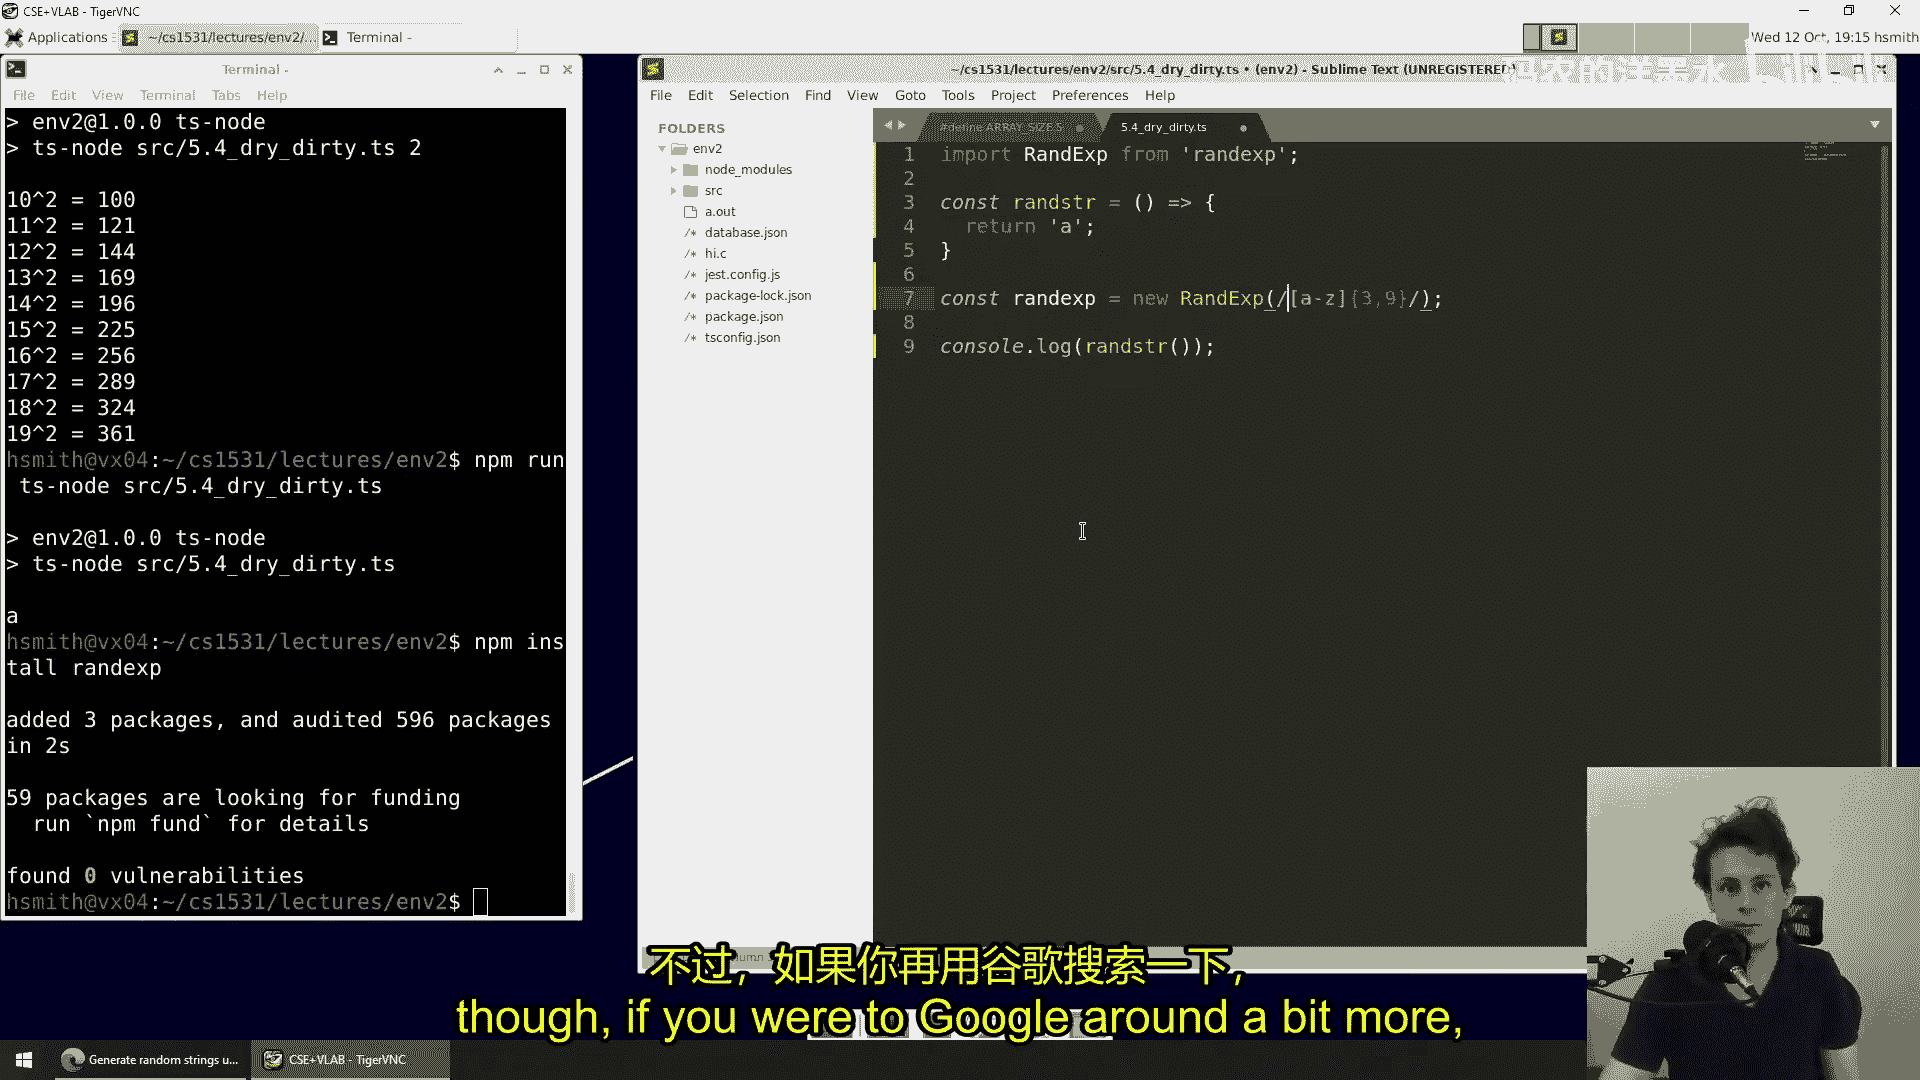 CSE+VLAB - TigerVNC
Applications
~/cs1531/lectures/env2/...
Terminal -
Wed 12 Oct, 19:15 hsmith
Terminal -
File Edit View Terminal Tabs Help
> env2@1.0.0 ts-node
> ts-node src/5.4_dry_dirty.ts 2
10^2 = 100
11^2 = 121
12^2 = 144
13^2 = 169
14^2 = 196
15^2 = 225
16^2 = 256
17^2 = 289
18^2 = 324
19^2 = 361
hsmith@vx04:~/cs1531/lectures/env2$ npm run
ts-node src/5.4_dry_dirty.ts
> env2@1.0.0 ts-node
> ts-node src/5.4_dry_dirty.ts
a
hsmith@vx04:~/cs1531/lectures/env2$ npm ins
tall randexp
added 3 packages, and audited 596 packages
in 2s
59 packages are looking for funding
run `npm fund` for details
found 0 vulnerabilities
hsmith@vx04:~/cs1531/lectures/env2$
~/cs1531/lectures/env2/src/5.4_dry_dirty.ts • (env2) - Sublime Text (UNREGISTERED)
码农的洋墨水 bilibili
File Edit Selection Find View Goto Tools Project Preferences Help
FOLDERS
env2
node_modules
src
a.out
/* database.json
/* hi.c
/* jest.config.js
/* package-lock.json
/* package.json
/* tsconfig.json
#define ARRAY_SIZE 5
5.4_dry_dirty.ts
1 import RandExp from 'randexp';
2
3 const randstr = () => {
4 return 'a';
5 }
6
7 const randexp = new RandExp(/[a-z]{3,9}/);
8
9 console.log(randstr());
不过，如果你再用谷歌搜索一下，
though, if you were to Google around a bit more,
Generate random strings u...
CSE+VLAB - TigerVNC